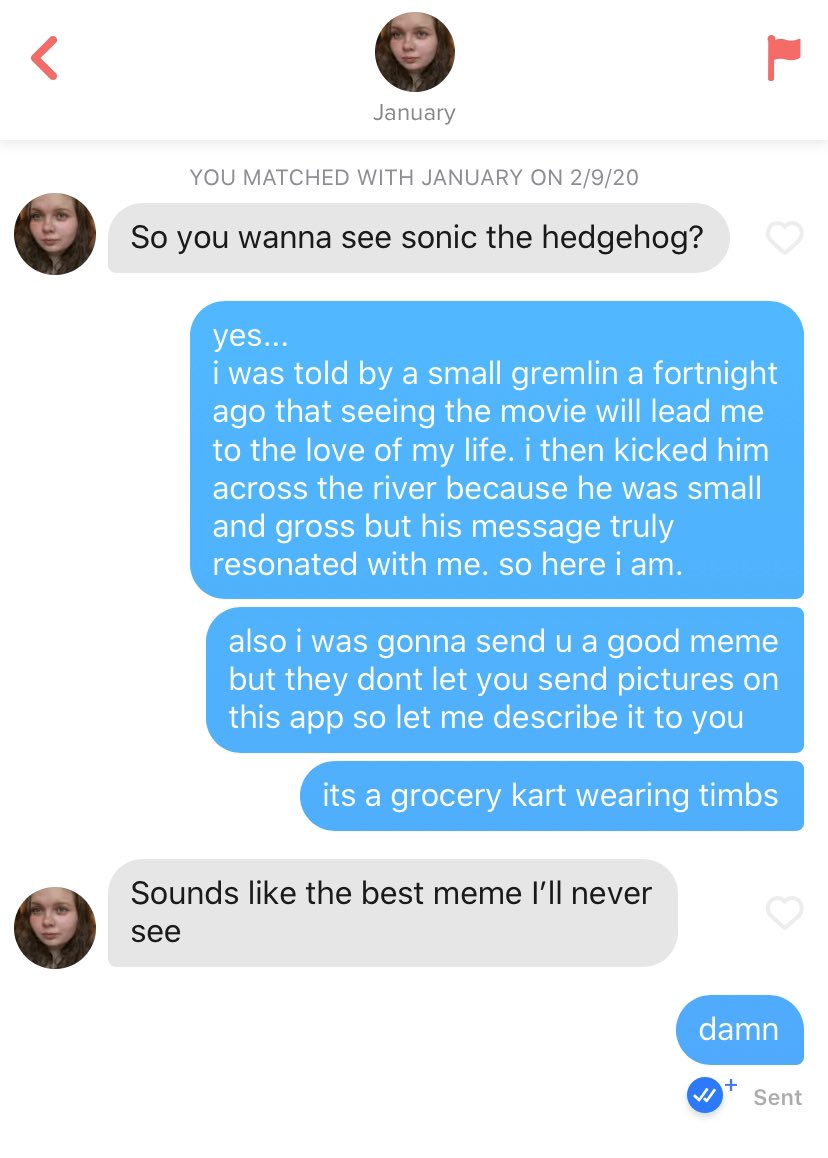 January
YOU MATCHED WITH JANUARY ON 2/9/20
So you wanna see sonic the hedgehog?
yes...
i was told by a small gremlin a fortnight
ago that seeing the movie will lead me
to the love of my life. i then kicked him
across the river because he was small
and gross but his message truly
resonated with me. so here i am.
also i was gonna send u a good meme
but they dont let you send pictures on
this app so let me describe it to you
its a grocery kart wearing timbs
Sounds like the best meme I’ll never
see
damn
Sent